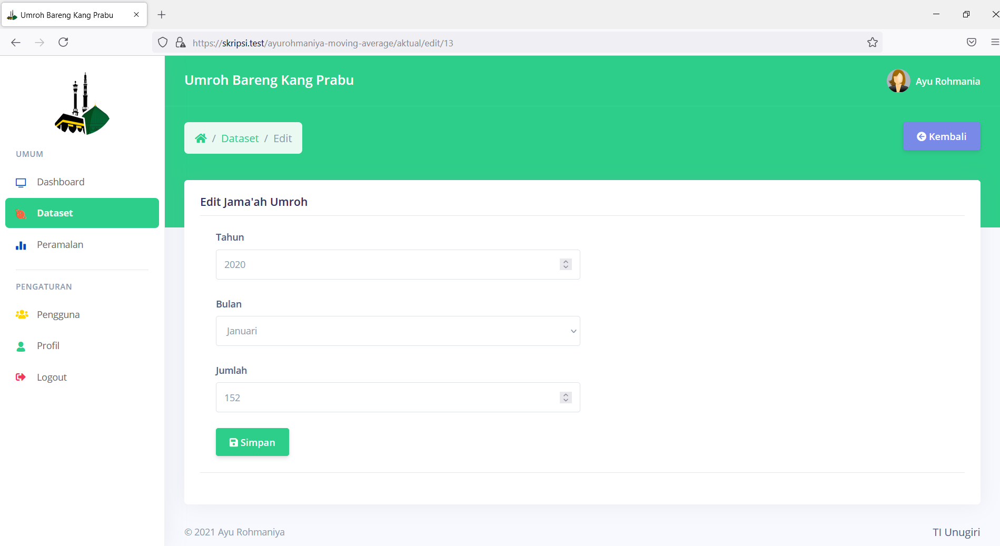 Umroh Bareng Kang Prabu
https://skripsi.test/ayurohmaniya-moving-average/aktual/edit/13
Umroh Bareng Kang Prabu
Ayu Rohmania
/ Dataset / Edit
Kembali
UMUM
Dashboard
Dataset
Peramalan
PENGATURAN
Pengguna
Profil
Logout
Edit Jama'ah Umroh
Tahun
2020
Bulan
Januari
Jumlah
152
Simpan
© 2021 Ayu Rohmaniya
TI Unugiri